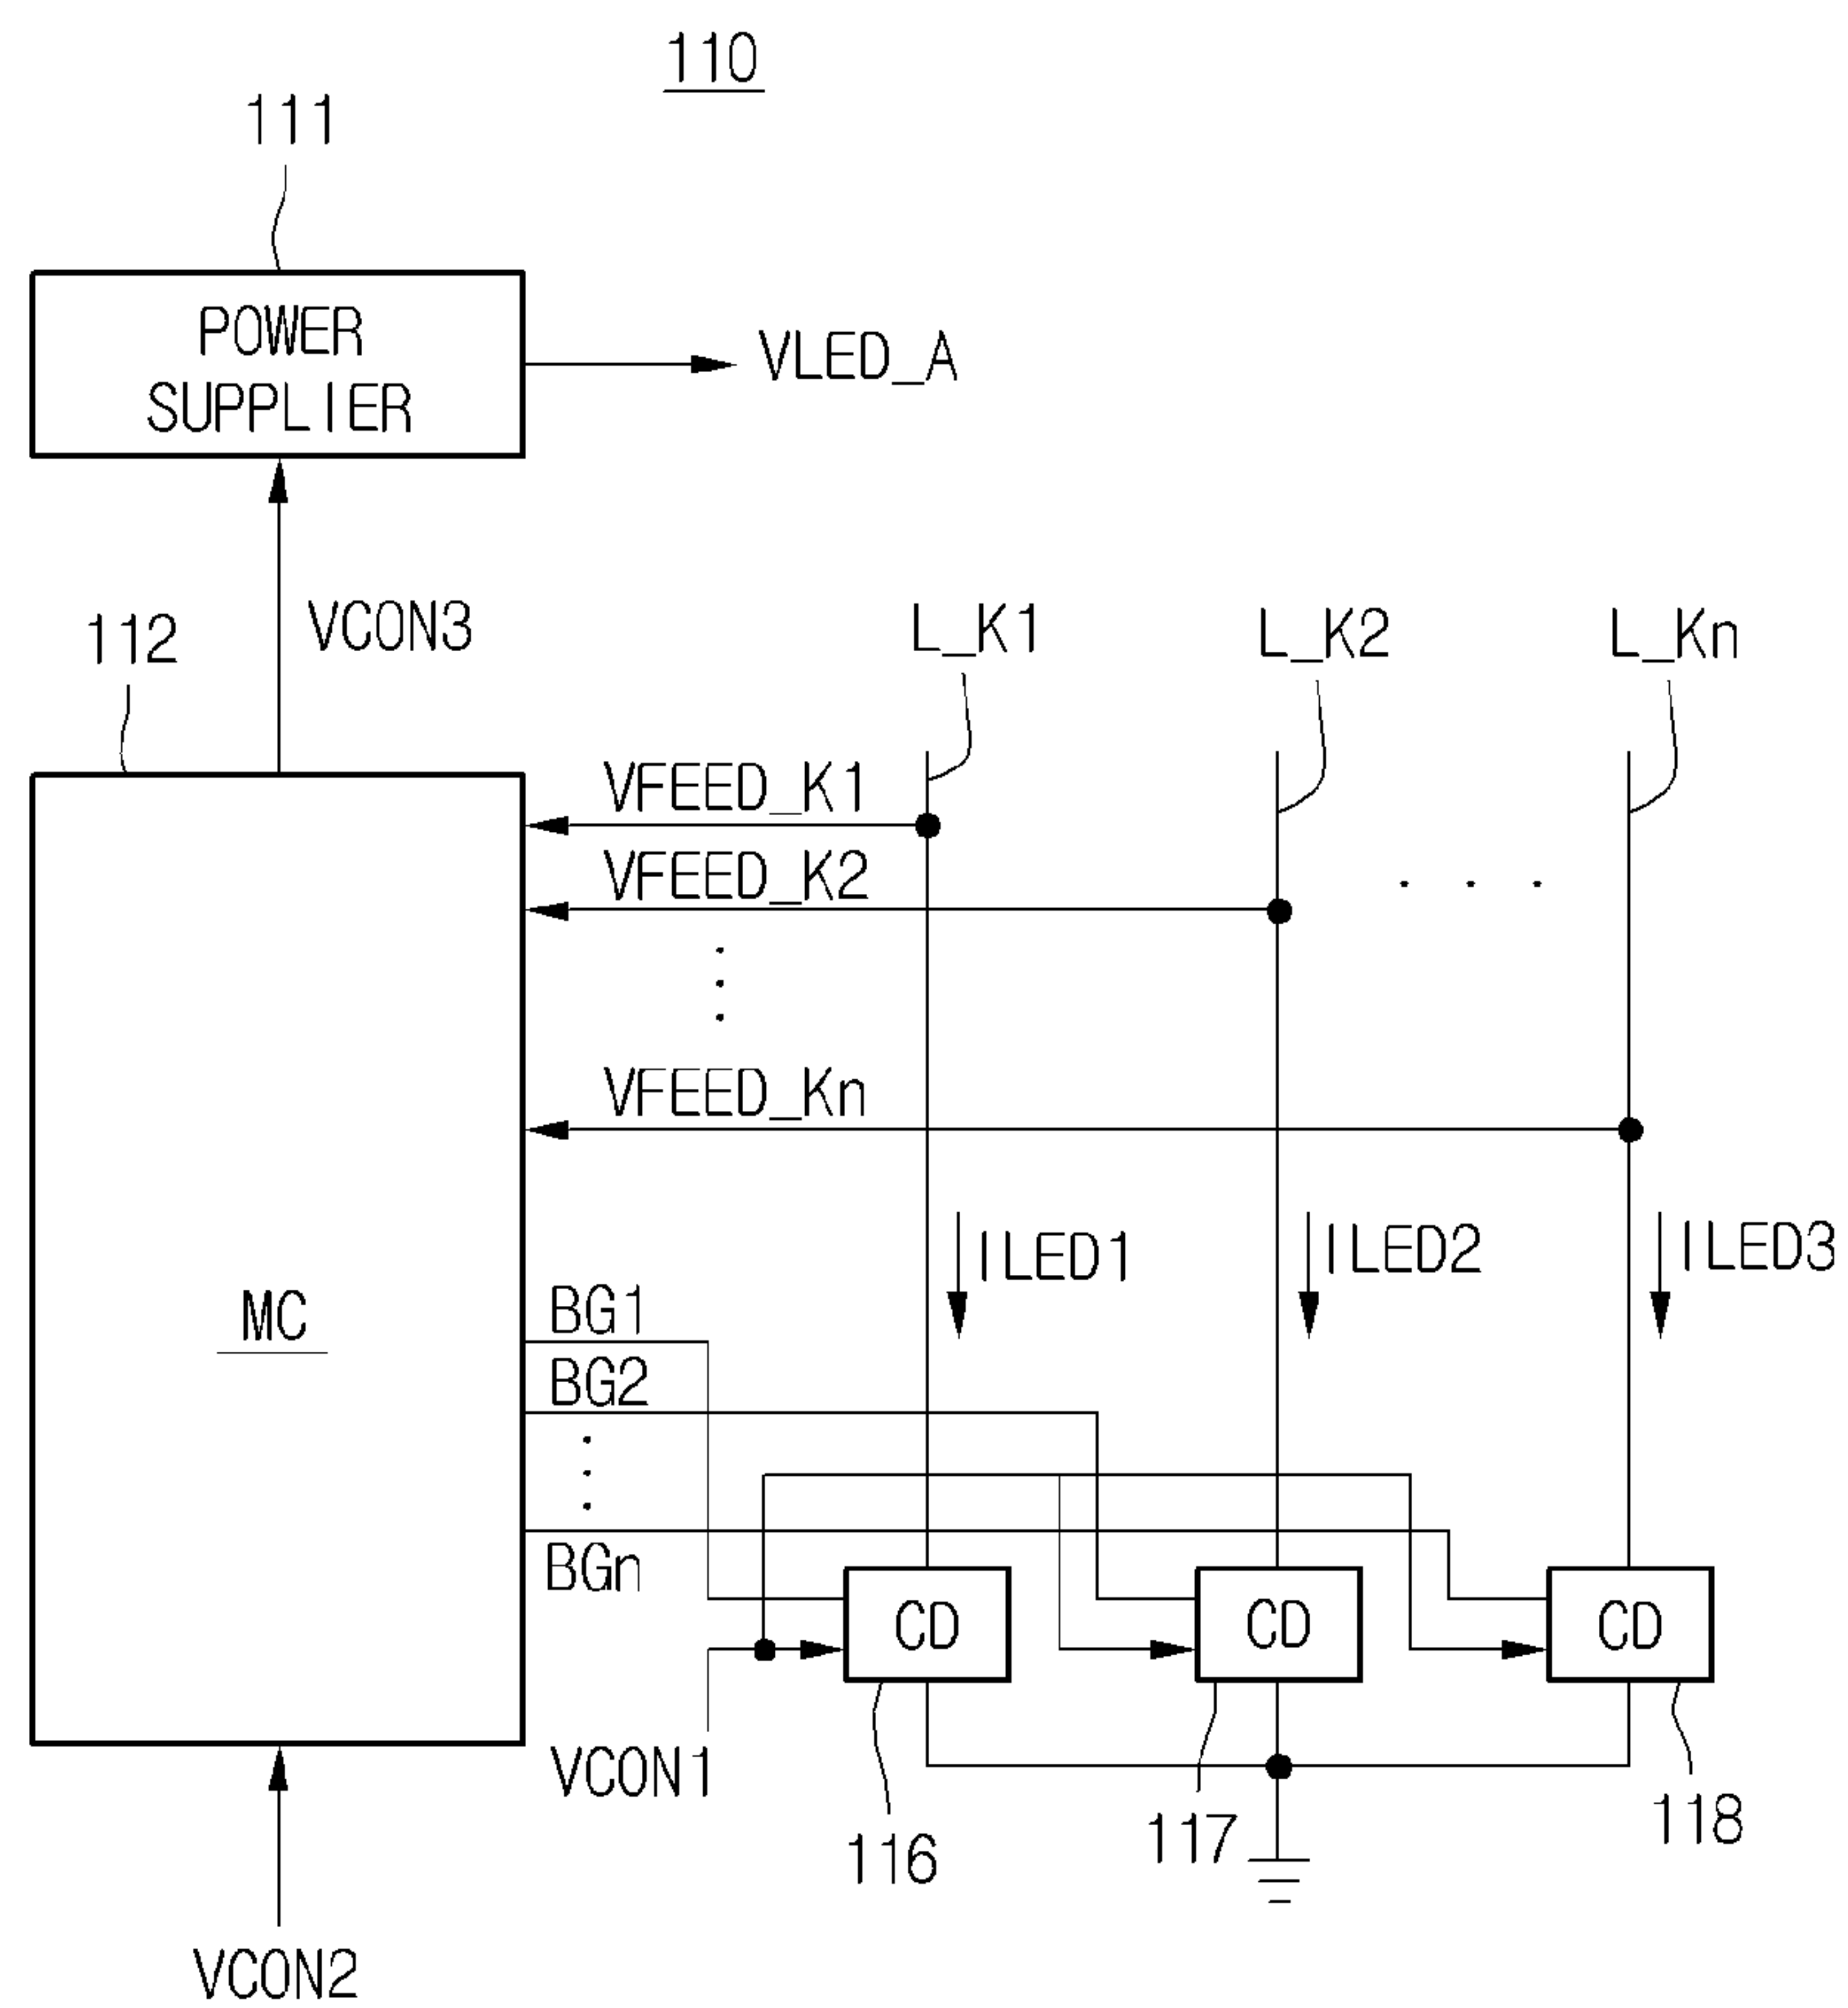 110
111
POWER
SUPPLIER
VLED_A
VCON3
112
L_K1
L_K2
L_Kn
VFEED_K1
VFEED_K2
VFEED_Kn
ILED1
ILED2
ILED3
MC
BG1
BG2
BGn
CD
CD
CD
VCON1
116
117
118
VCON2